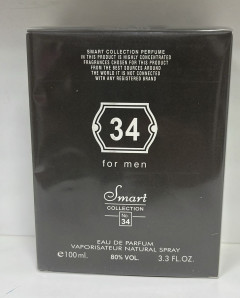 SMART COLLECTION PERFUME
IN THIS PRODUCT IS HIGHLY CONCENTRATED
FRAGRANCES CHOSEN FOR THIS PRODUCT
FROM THE BEST SOURCES AROUND
THE WORLD IT IS NOT CONNECTED
WITH ANY REGISTERED BRAND
34
for men
Smart
COLLECTION
No.
34
EAU DE PARFUM
VAPORISATEUR NATURAL SPRAY
℮100ml. 80% VOL. 3.3 FL.OZ.